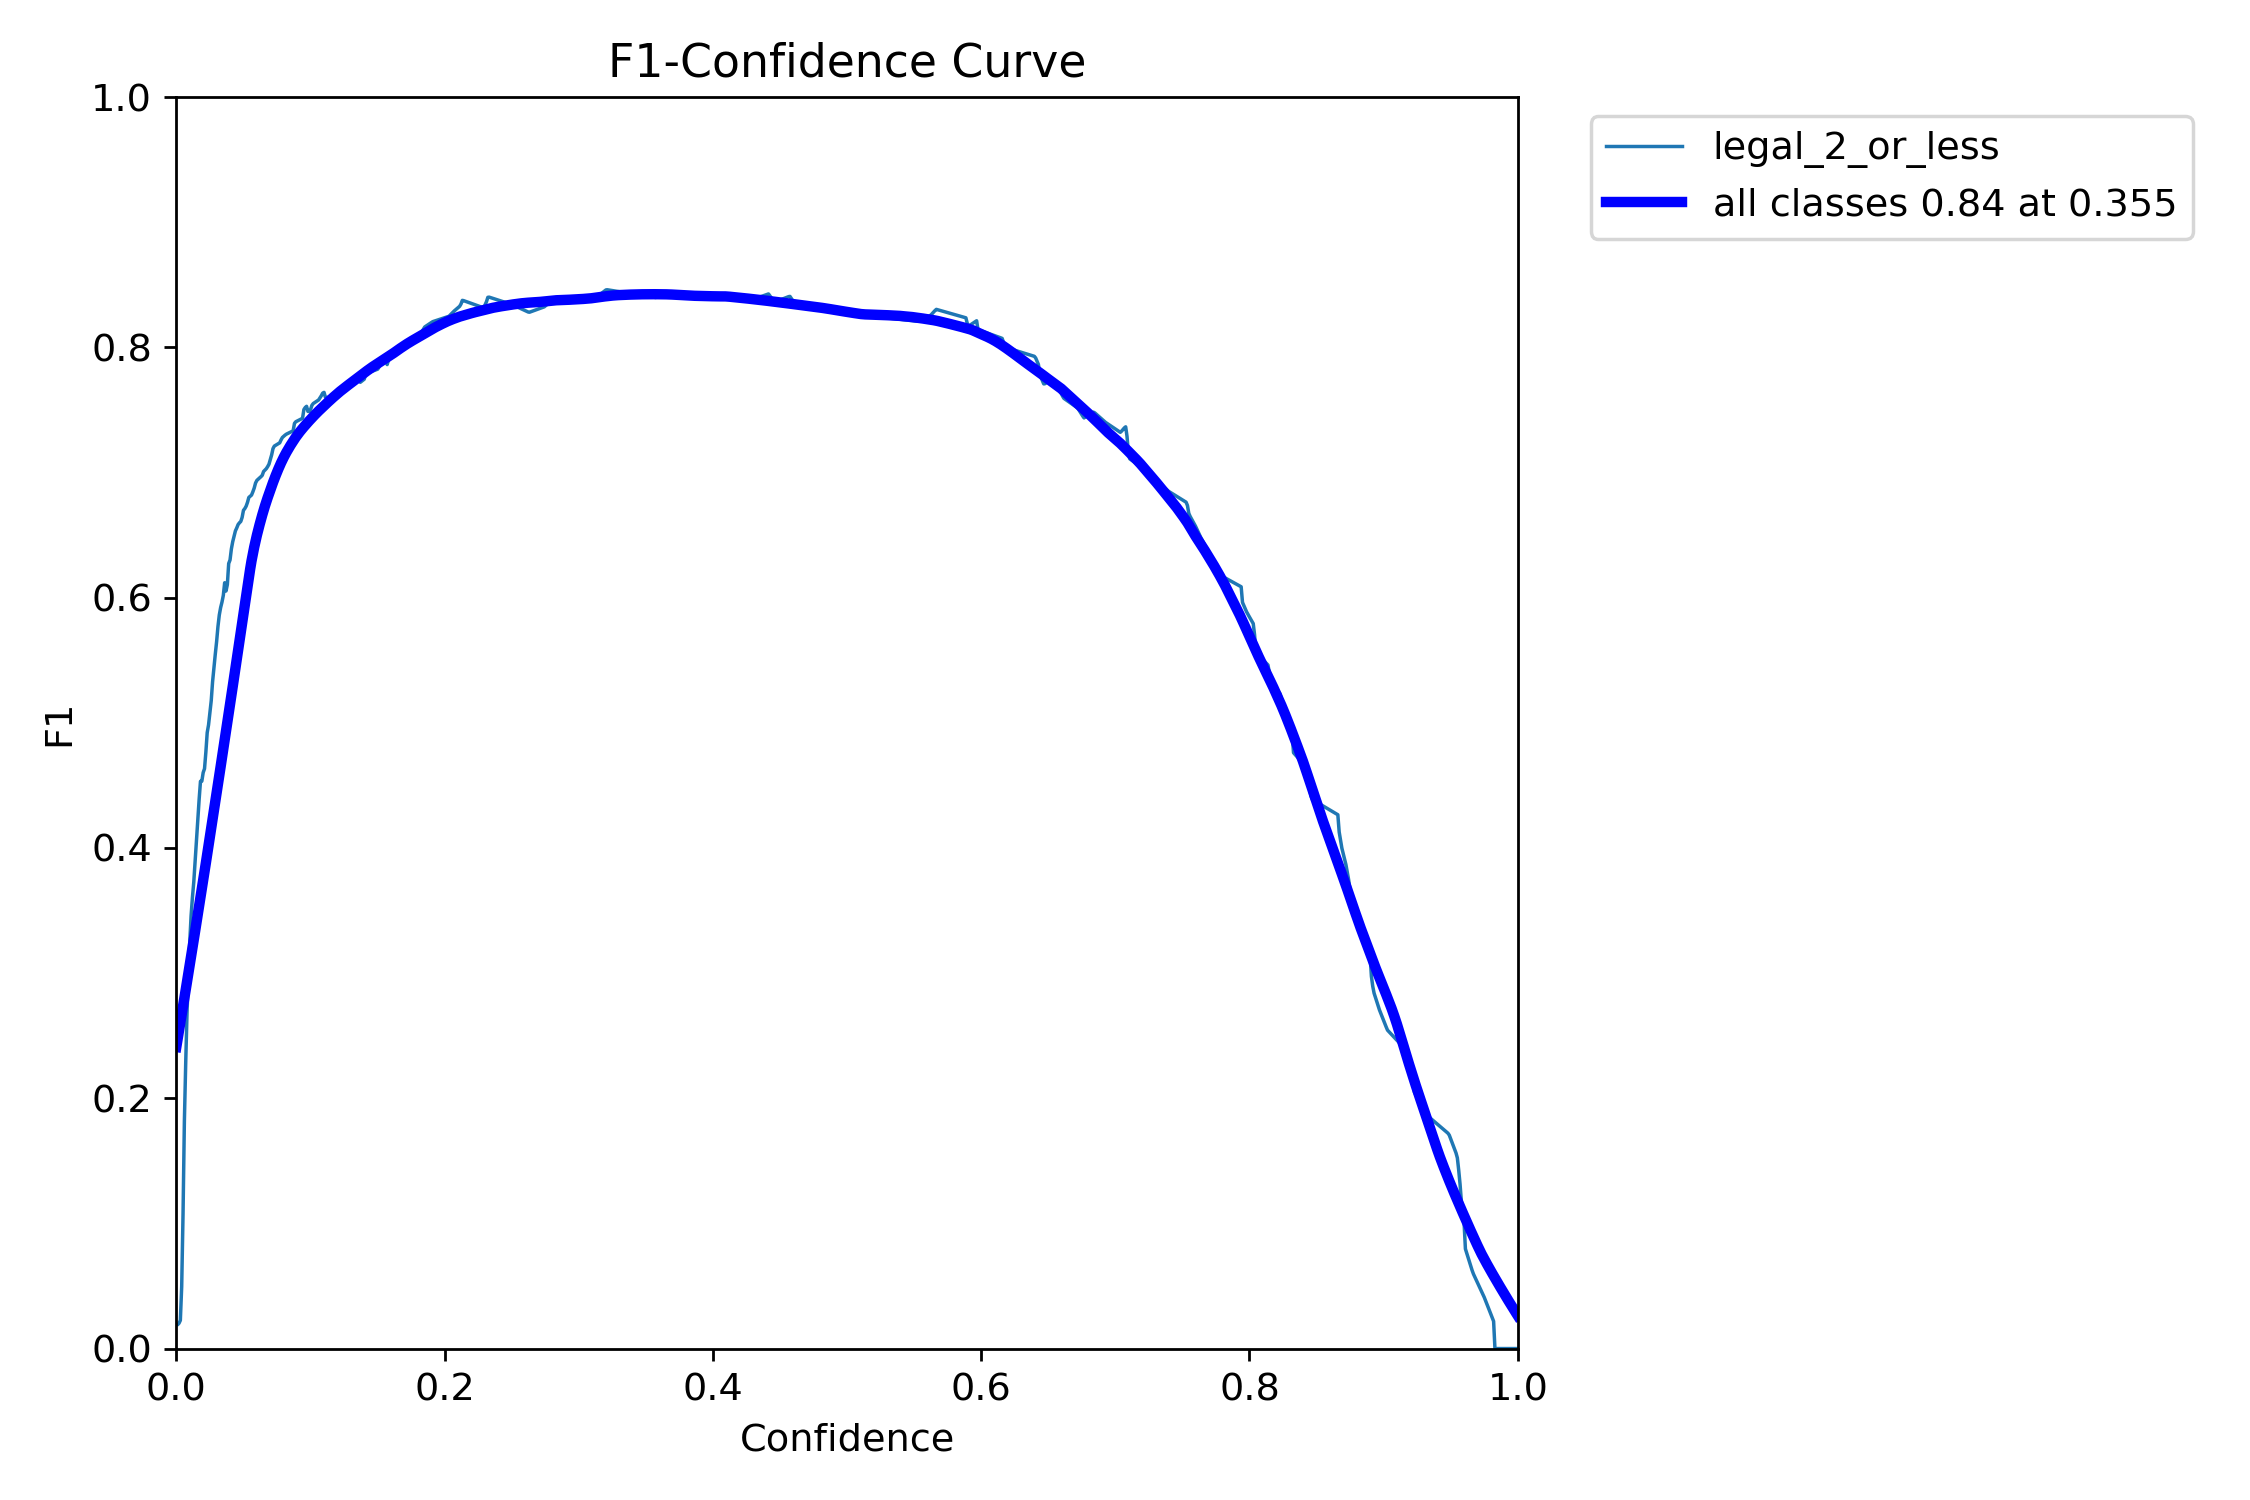 F1-Confidence Curve
legal_2_or_less
all classes 0.84 at 0.355
1.0
0.8
0.6
0.4
0.2
0.0
F1
0.0 0.2 0.4 0.6 0.8 1.0
Confidence